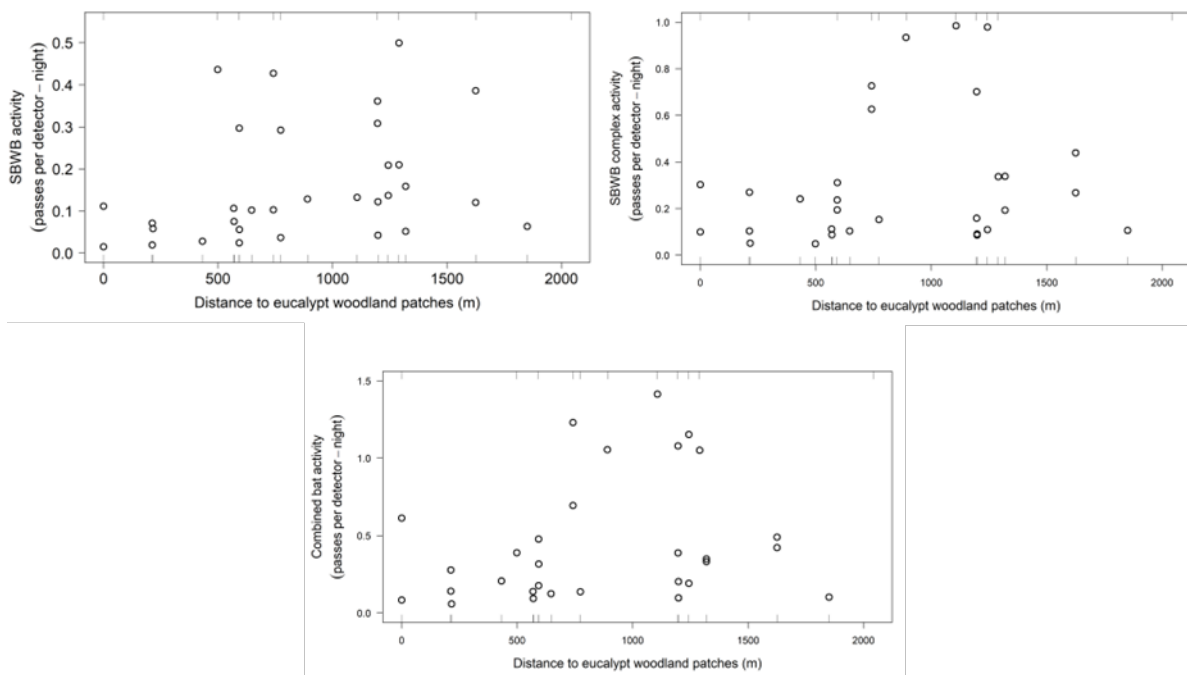 SBWB activity
(passes per detector – night)
0.5
0.4
0.3
0.2
0.1
0.0
0 500 1000 1500 2000
Distance to eucalypt woodland patches (m)
SBWB complex activity
(passes per detector – night)
1.0
0.8
0.6
0.4
0.2
0.0
0 500 1000 1500 2000
Distance to eucalypt woodland patches (m)
Combined bat activity
(passes per detector – night)
1.5
1.0
0.5
0.0
0 500 1000 1500 2000
Distance to eucalypt woodland patches (m)